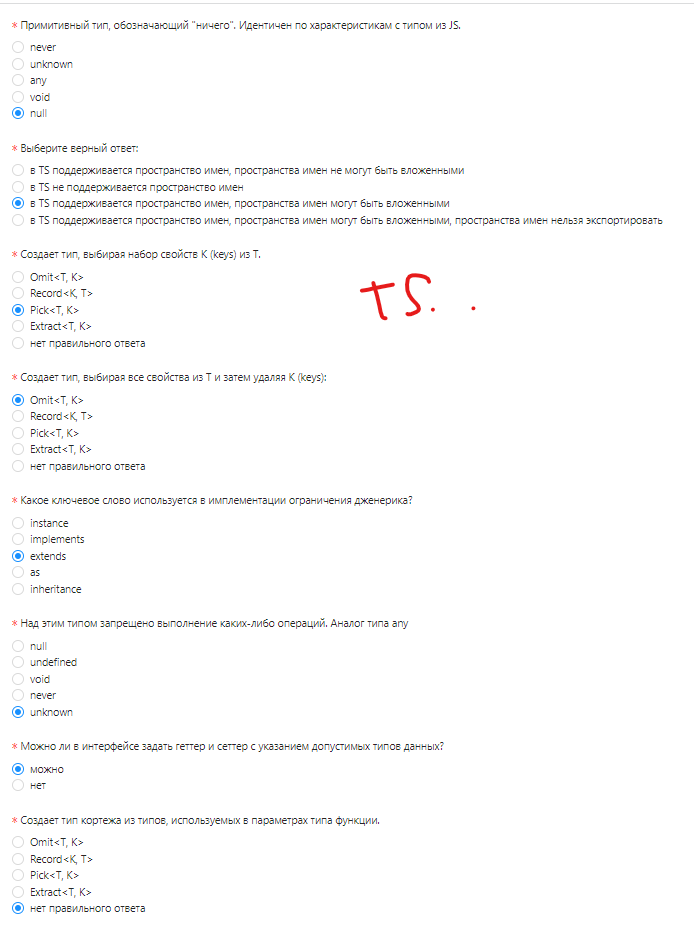 * Примитивный тип, обозначающий "ничего". Идентичен по характеристикам с типом из JS.
never
unknown
any
void
null
* Выберите верный ответ:
в TS поддерживается пространство имен, пространства имен не могут быть вложенными
в TS не поддерживается пространство имен
в TS поддерживается пространство имен, пространства имен могут быть вложенными
в TS поддерживается пространство имен, пространства имен могут быть вложенными, пространства имен нельзя экспортировать
* Создает тип, выбирая набор свойств K (keys) из T.
Omit<T, K>
Record<K, T>
Pick<T, K>
Extract<T, K>
нет правильного ответа
TS. .
* Создает тип, выбирая все свойства из T и затем удаляя K (keys):
Omit<T, K>
Record<K, T>
Pick<T, K>
Extract<T, K>
нет правильного ответа
* Какое ключевое слово используется в имплементации ограничения дженерика?
instance
implements
extends
as
inheritance
* Над этим типом запрещено выполнение каких-либо операций. Аналог типа any
null
undefined
void
never
unknown
* Можно ли в интерфейсе задать геттер и сеттер с указанием допустимых типов данных?
можно
нет
* Создает тип кортежа из типов, используемых в параметрах типа функции.
Omit<T, K>
Record<K, T>
Pick<T, K>
Extract<T, K>
нет правильного ответа